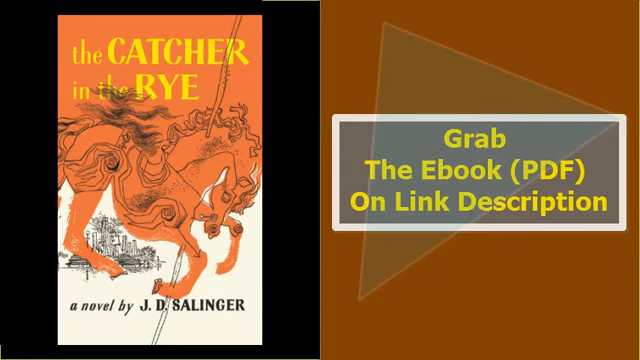 the CATCHER
in the RYE
a novel by J. D. SALINGER
Grab
The Ebook (PDF)
On Link Description